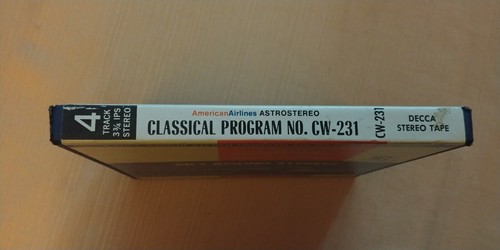 4
TRACK
3¾ IPS
STEREO
AmericanAirlines ASTROSTEREO
CLASSICAL PROGRAM NO. CW-231
CW-231
DECCA
STEREO TAPE